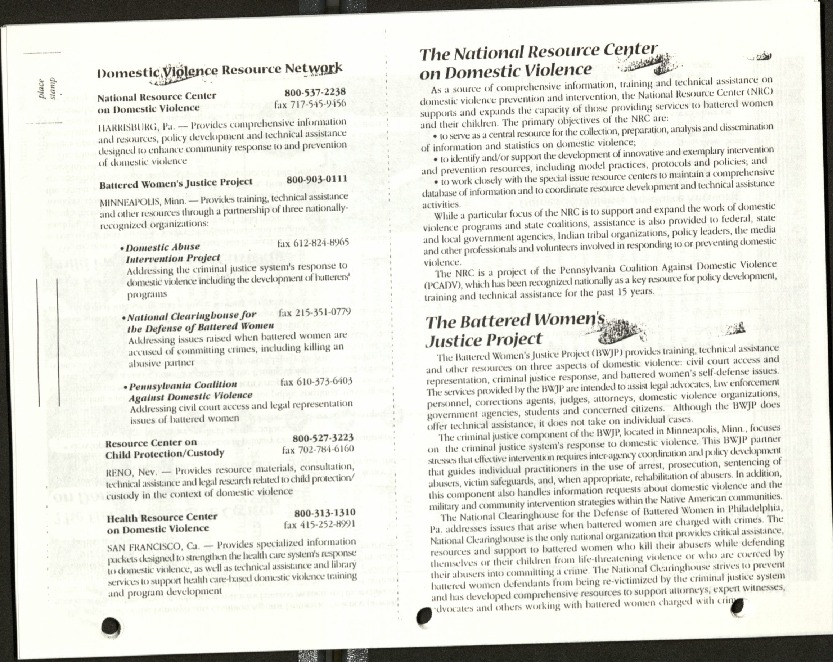 place
stamp
Domestic Violence Resource Network
National Resource Center 800-537-2238
on Domestic Violence fax 717-545-9456
HARRISBURG, Pa. — Provides comprehensive information
and resources, policy development and technical assistance
designed to enhance community response to and prevention
of domestic violence
Battered Women's Justice Project 800-903-0111
MINNEAPOLIS, Minn. — Provides training, technical assistance
and other resources through a partnership of three nationally-
recognized organizations:
• Domestic Abuse fax 612-824-8965
Intervention Project
Addressing the criminal justice system's response to
domestic violence including the development of batterers'
programs
• National Clearinghouse for fax 215-351-0779
the Defense of Battered Women
Addressing issues raised when battered women are
accused of committing crimes, including killing an
abusive partner
• Pennsylvania Coalition fax 610-373-6403
Against Domestic Violence
Addressing civil court access and legal representation
issues of battered women
Resource Center on 800-527-3223
Child Protection/Custody fax 702-784-6160
RENO, Nev. — Provides resource materials, consultation,
technical assistance and legal research related to child protection/
custody in the context of domestic violence
Health Resource Center 800-313-1310
on Domestic Violence fax 415-252-8991
SAN FRANCISCO, Ca. — Provides specialized information
packets designed to strengthen the health care system's response
to domestic violence, as well as technical assistance and library
services to support health care-based domestic violence training
and program development
The National Resource Center
on Domestic Violence
As a source of comprehensive information, training and technical assistance on
domestic violence prevention and intervention, the National Resource Center (NRC)
supports and expands the capacity of those providing services to battered women
and their children. The primary objectives of the NRC are:
• to serve as a central resource for the collection, preparation, analysis and dissemination
of information and statistics on domestic violence;
• to identify and/or support the development of innovative and exemplary intervention
and prevention resources, including model practices, protocols and policies; and
• to work closely with the special issue resource centers to maintain a comprehensive
database of information and to coordinate resource development and technical assistance
activities.
While a particular focus of the NRC is to support and expand the work of domestic
violence programs and state coalitions, assistance is also provided to federal, state
and local government agencies, Indian tribal organizations, policy leaders, the media
and other professionals and volunteers involved in responding to or preventing domestic
violence.
The NRC is a project of the Pennsylvania Coalition Against Domestic Violence
(PCADV), which has been recognized nationally as a key resource for policy development,
training and technical assistance for the past 15 years.
The Battered Women's
Justice Project
The Battered Women's Justice Project (BWJP) provides training, technical assistance
and other resources on three aspects of domestic violence: civil court access and
representation, criminal justice response, and battered women's self-defense issues.
The services provided by the BWJP are intended to assist legal advocates, law enforcement
personnel, corrections agents, judges, attorneys, domestic violence organizations,
government agencies, students and concerned citizens. Although the BWJP does
offer technical assistance, it does not take on individual cases.
The criminal justice component of the BWJP, located in Minneapolis, Minn., focuses
on the criminal justice system's response to domestic violence. This BWJP partner
stresses that effective intervention requires inter-agency coordination and policy development
that guides individual practitioners in the use of arrest, prosecution, sentencing of
abusers, victim safeguards, and, when appropriate, rehabilitation of abusers. In addition,
this component also handles information requests about domestic violence and the
military and community intervention strategies within the Native American communities.
The National Clearinghouse for the Defense of Battered Women in Philadelphia,
Pa. addresses issues that arise when battered women are charged with crimes. The
National Clearinghouse is the only national organization that provides critical assistance,
resources and support to battered women who kill their abusers while defending
themselves or their children from life-threatening violence or who are coerced by
their abusers into committing a crime. The National Clearinghouse strives to prevent
battered women defendants from being re-victimized by the criminal justice system
and has developed comprehensive resources to support attorneys, expert witnesses,
advocates and others working with battered women charged with